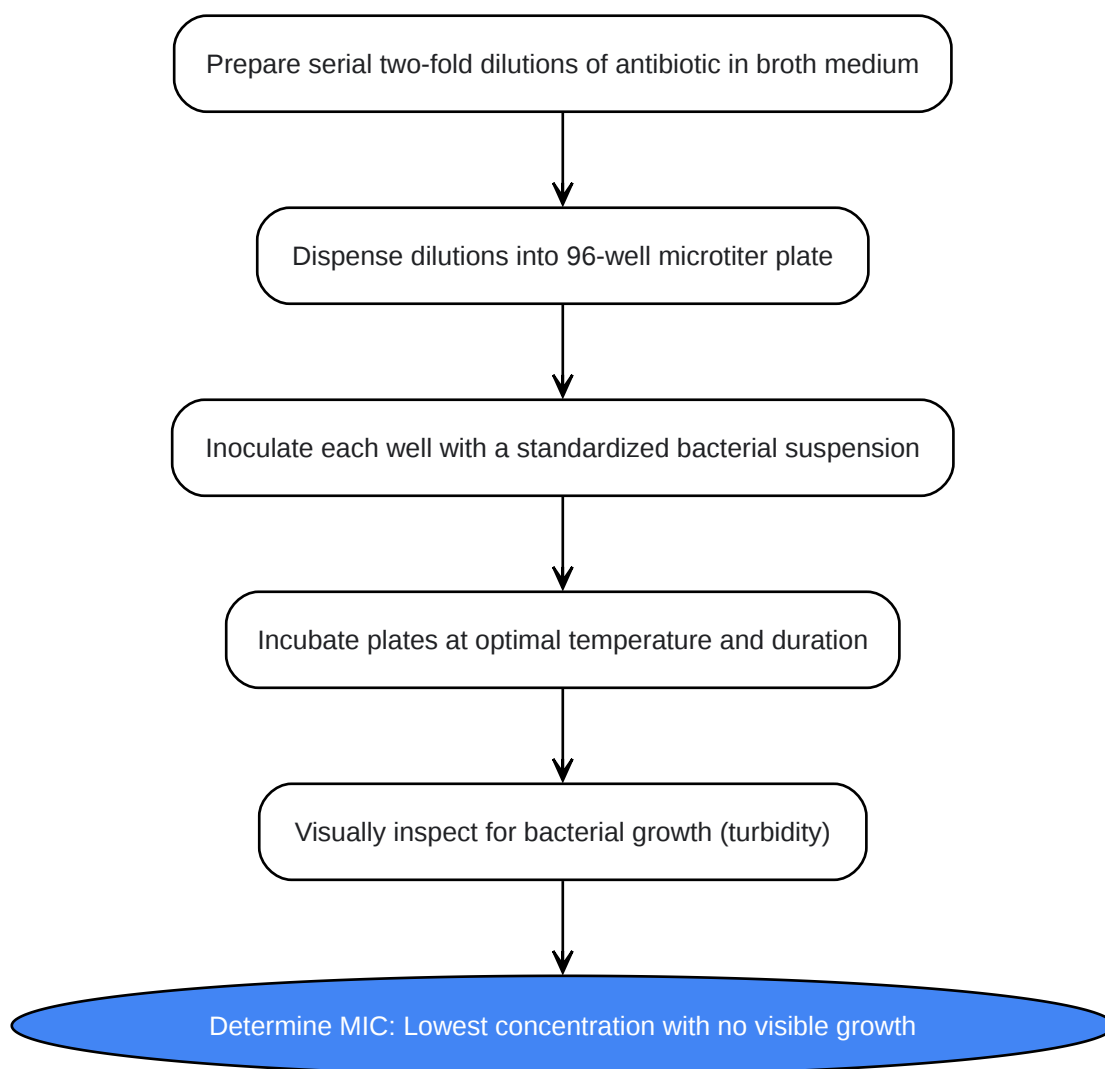 Prepare serial two-fold dilutions of antibiotic in broth medium
Dispense dilutions into 96-well microtiter plate
Inoculate each well with a standardized bacterial suspension
Incubate plates at optimal temperature and duration
Visually inspect for bacterial growth (turbidity)
Determine MIC: Lowest concentration with no visible growth